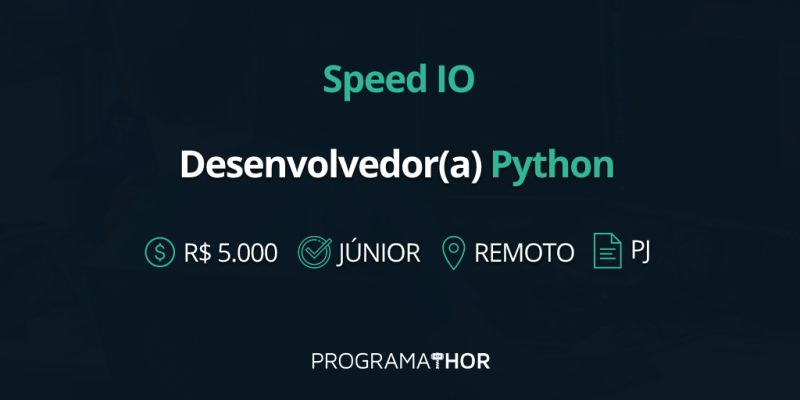 Speed IO
Desenvolvedor(a) Python
R$ 5.000 JÚNIOR REMOTO PJ
PROGRAMATHOR